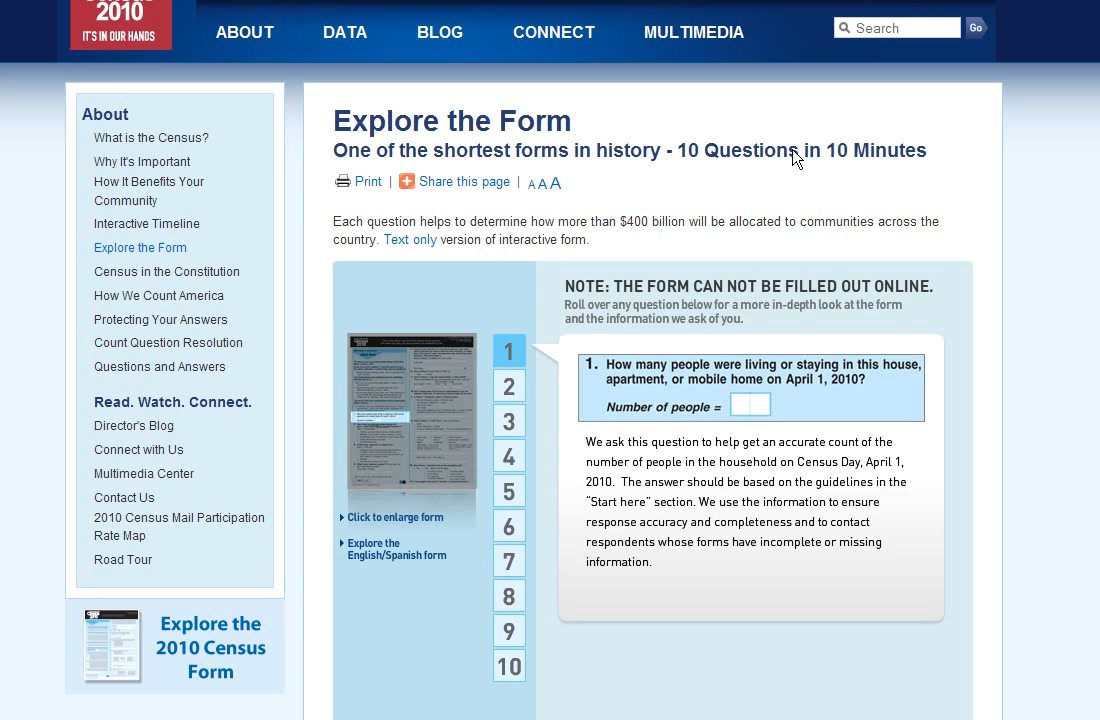 2010
IT'S IN OUR HANDS
ABOUT
DATA
BLOG
CONNECT
MULTIMEDIA
Search
Go
About
What is the Census?
Why It's Important
How It Benefits Your
Community
Interactive Timeline
Explore the Form
Census in the Constitution
How We Count America
Protecting Your Answers
Count Question Resolution
Questions and Answers
Read. Watch. Connect.
Director's Blog
Connect with Us
Multimedia Center
Contact Us
2010 Census Mail Participation
Rate Map
Road Tour
Explore the
2010 Census
Form
Explore the Form
One of the shortest forms in history - 10 Questions in 10 Minutes
Print | Share this page | A A A
Each question helps to determine how more than $400 billion will be allocated to communities across the
country. Text only version of interactive form.
NOTE: THE FORM CAN NOT BE FILLED OUT ONLINE.
Roll over any question below for a more in-depth look at the form
and the information we ask of you.
Click to enlarge form
Explore the
English/Spanish form
1
2
3
4
5
6
7
8
9
10
1. How many people were living or staying in this house,
apartment, or mobile home on April 1, 2010?
Number of people =
We ask this question to help get an accurate count of the
number of people in the household on Census Day, April 1,
2010. The answer should be based on the guidelines in the
"Start here" section. We use the information to ensure
response accuracy and completeness and to contact
respondents whose forms have incomplete or missing
information.